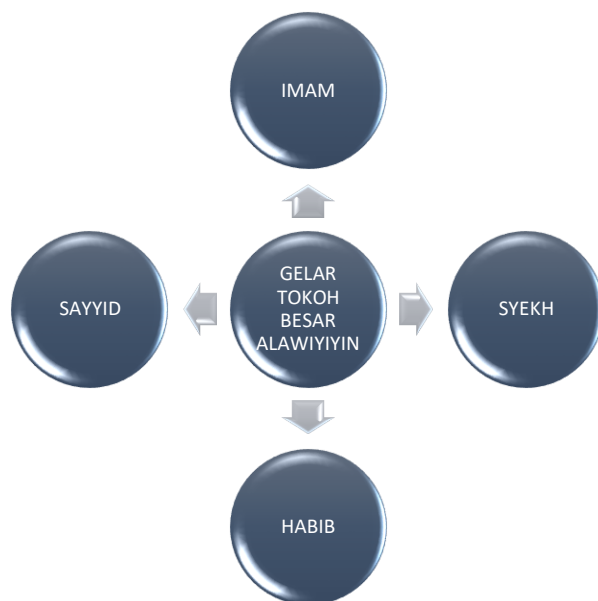 IMAM
SAYYID
GELAR
TOKOH
BESAR
ALAWIYIYIN
SYEKH
HABIB